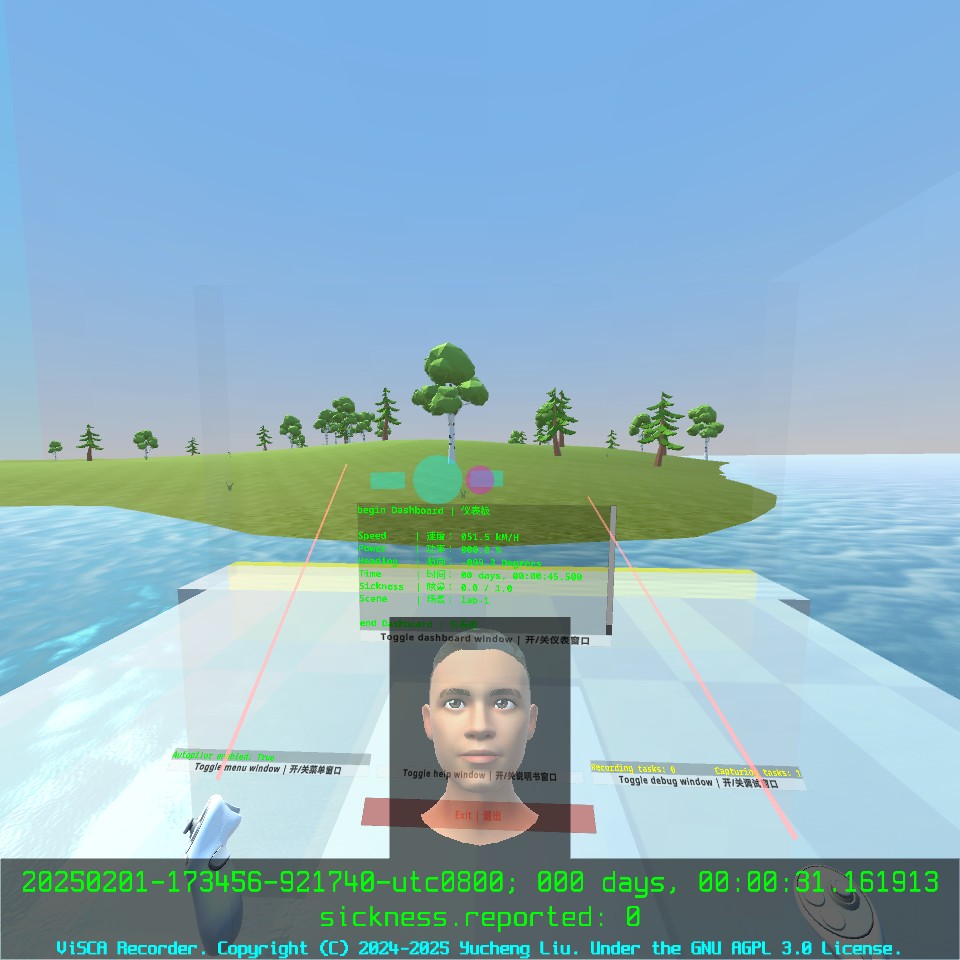 begin Dashboard | 仪表板
Speed | 速度: 051.5 kM/H
Power | 功率: 000.0 %
Heading | 方向: Degrees
Time | 时间: 00 days, 00:00:45.500
Sickness | 眩晕: 0.0 / 1.0
Scene | 场景: lab-1
end Dashboard |
Toggle dashboard window | 开/关仪表窗口
Autopilot enabled: True
Toggle menu window | 开/关菜单窗口
Toggle help window | 开/关说明书窗口
Recording tasks: 0 Capturing tasks: 1
Toggle debug window | 开/关调试窗口
Exit | 退出
20250201-173456-921740-utc0800; 000 days, 00:00:31.161913
sickness.reported: 0
ViSCA Recorder. Copyright (C) 2024-2025 Yucheng Liu. Under the GNU AGPL 3.0 License.